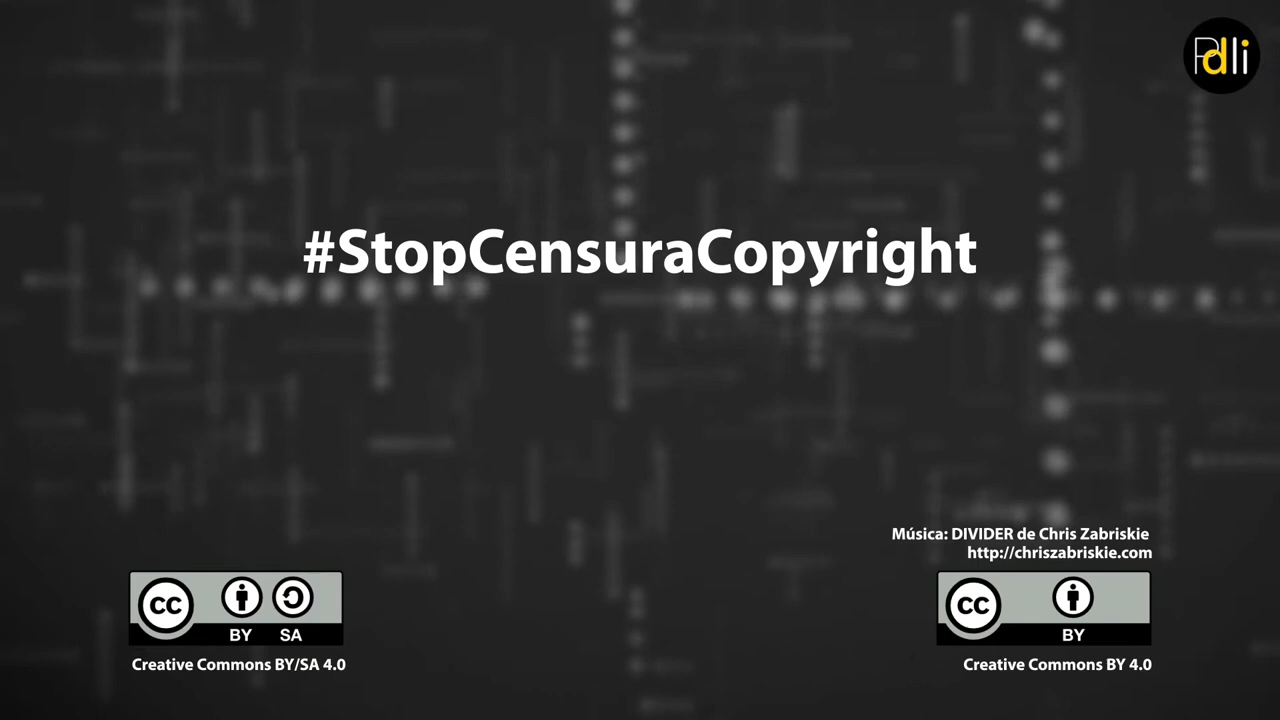 Pdli
#StopCensuraCopyright
Música: DIVIDER de Chris Zabriskie
http://chriszabriskie.com
cc
BY SA
Creative Commons BY/SA 4.0
cc
BY
Creative Commons BY 4.0